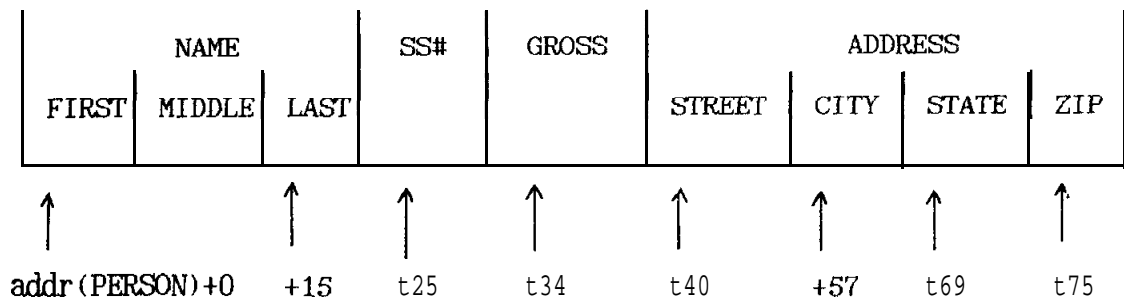 NAME SS# GROSS ADDRESS
FIRST MIDDLE LAST STREET CITY STATE ZIP
addr(PERSON)+0 +15 t25 t34 t40 +57 t69 t75